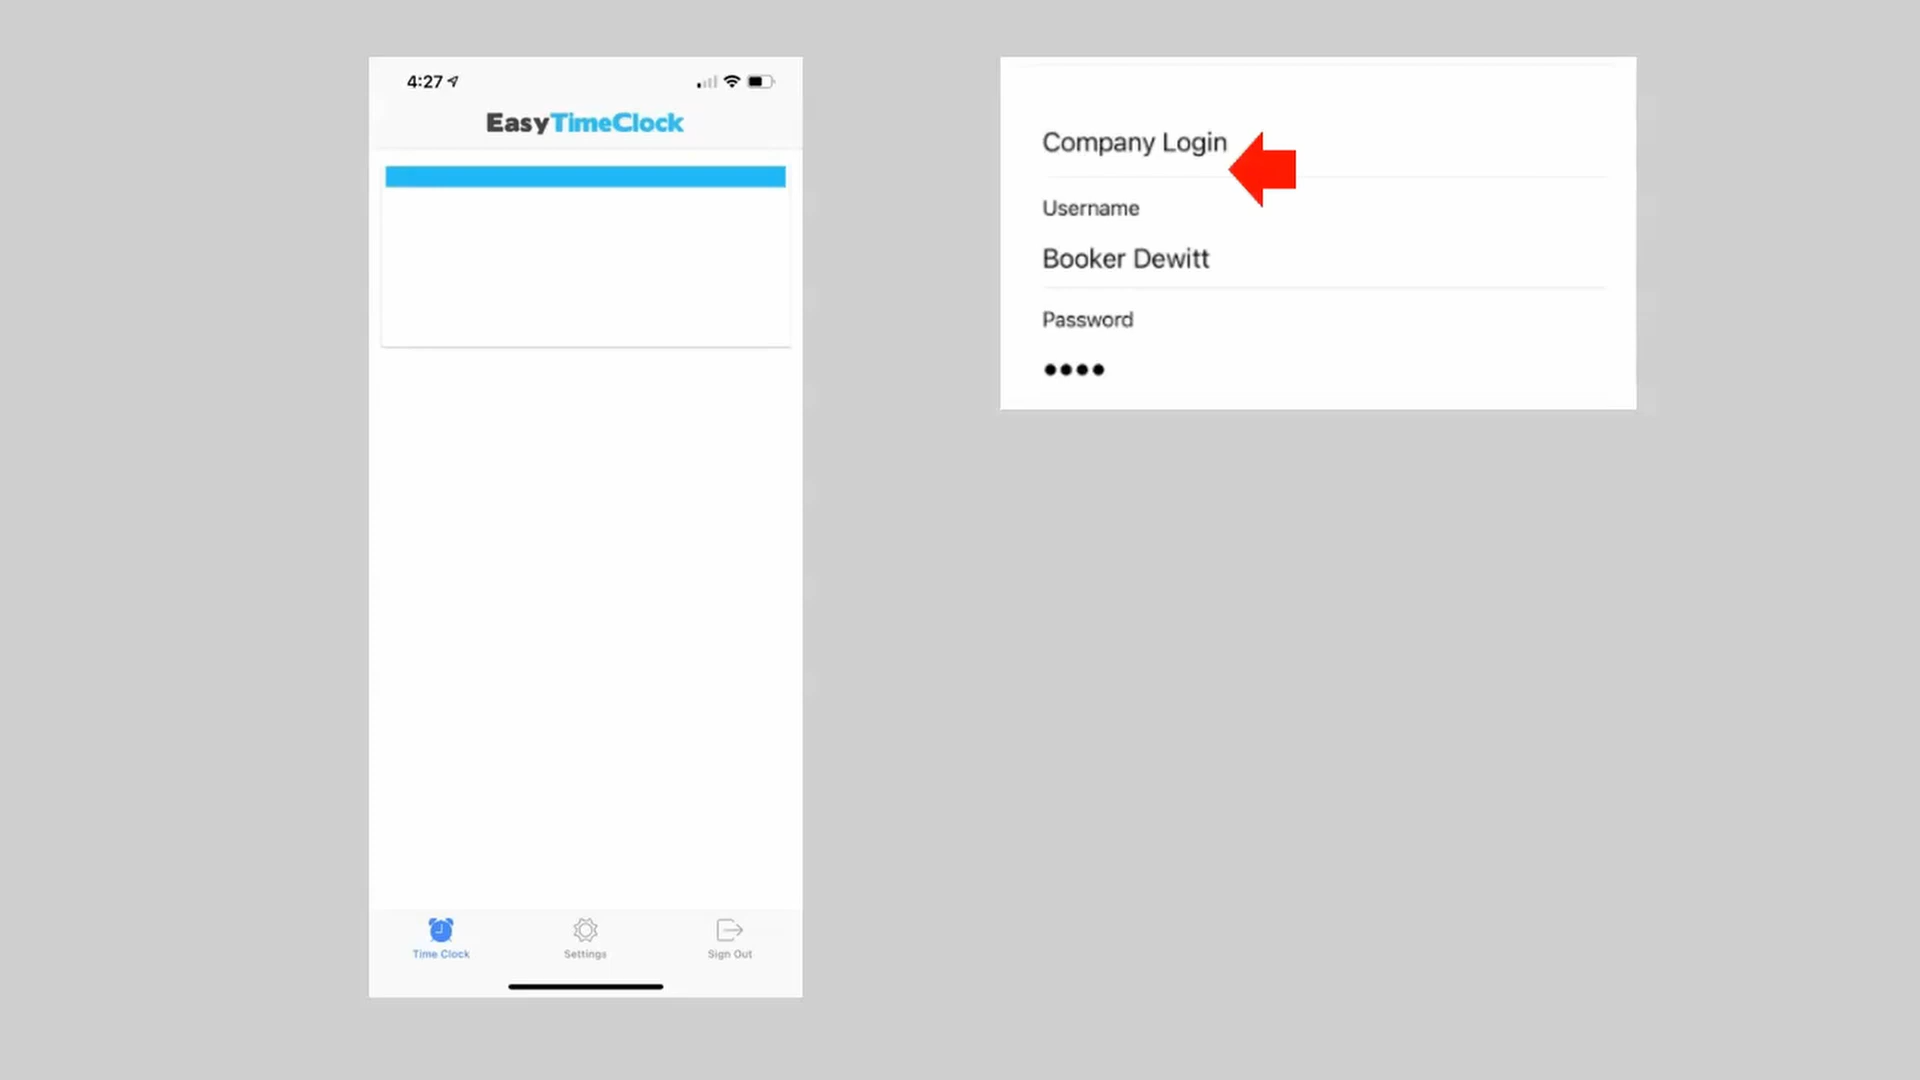 4:27
EasyTimeClock
Time Clock
Settings
Sign Out
Company Login
Username
Booker Dewitt
Password
••••